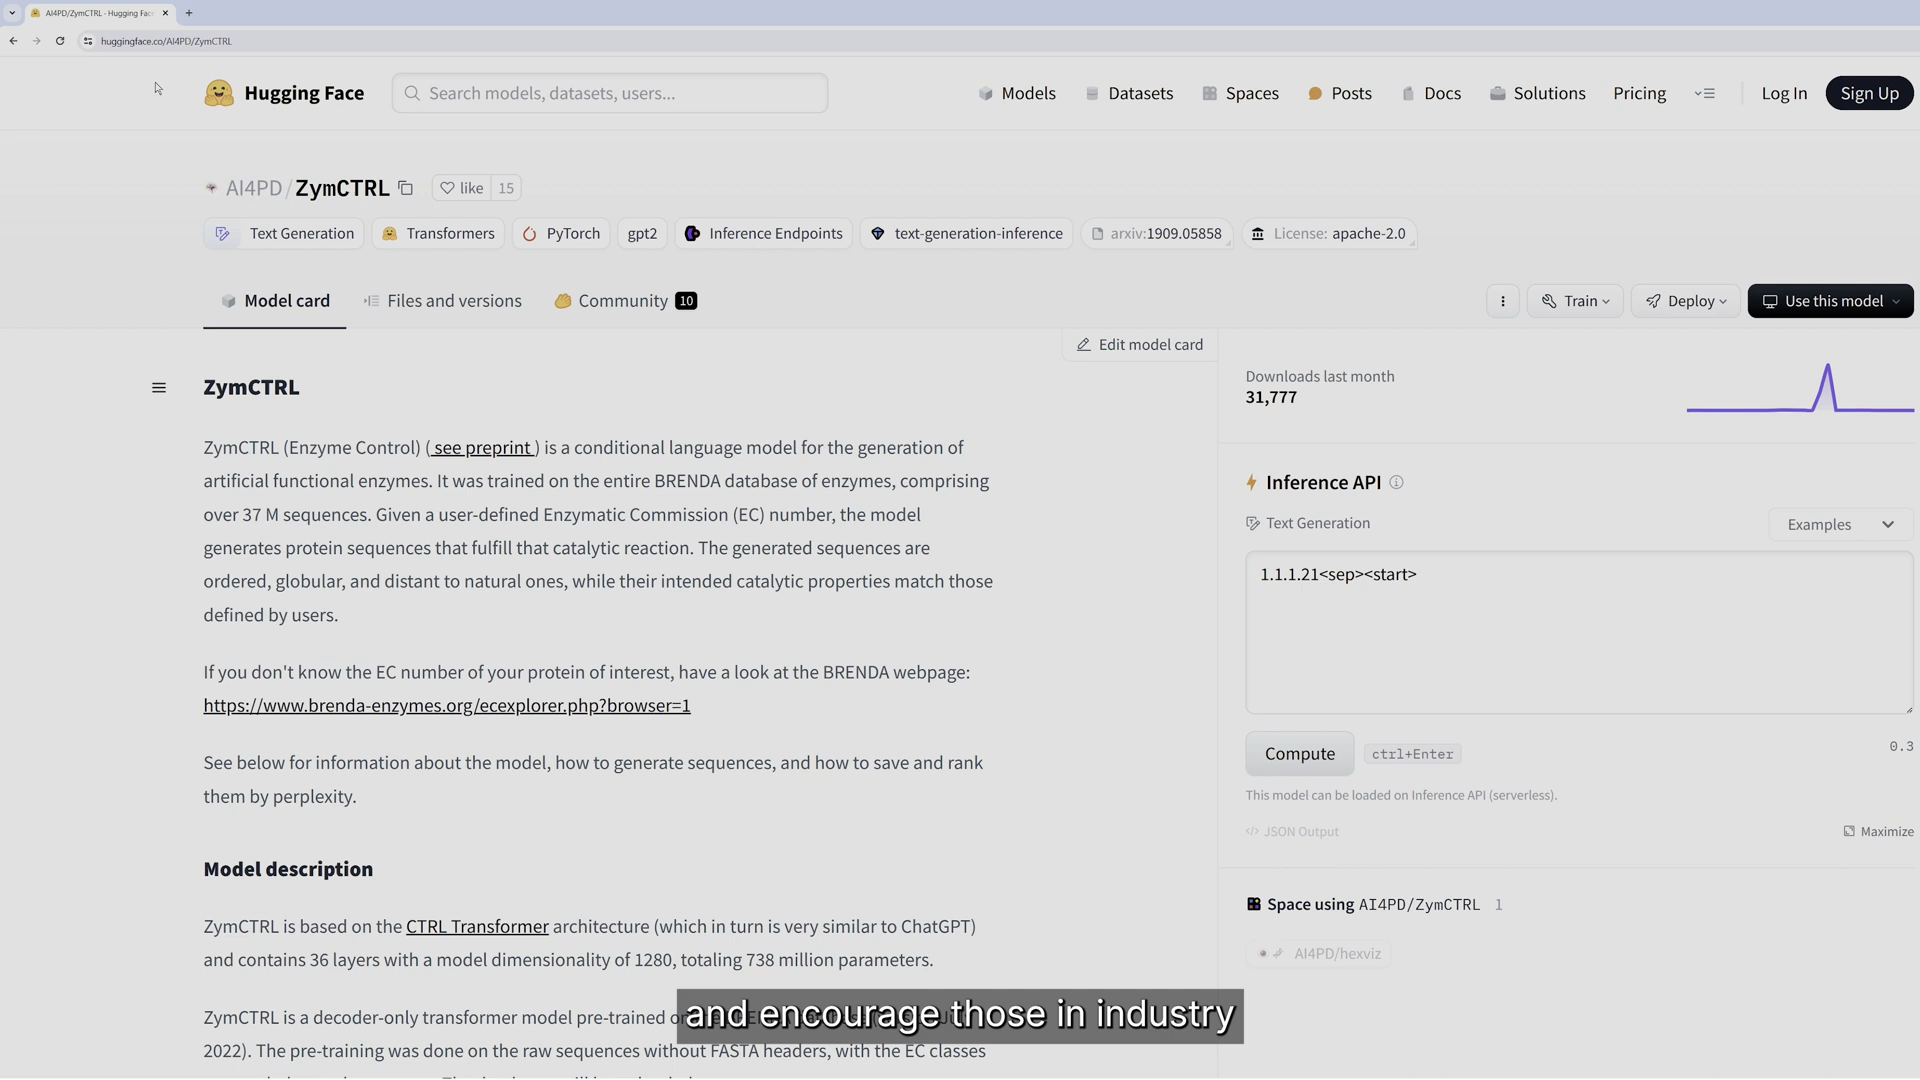 AI4PD/ZymCTRL - Hugging Fac
huggingface.co/AI4PD/ZymCTRL
Hugging Face
Search models, datasets, users...
Models
Datasets
Spaces
Posts
Docs
Solutions
Pricing
Log In
Sign Up
AI4PD/ZymCTRL
like
15
Text Generation
Transformers
PyTorch
gpt2
Inference Endpoints
text-generation-inference
arxiv:1909.05858
License: apache-2.0
Model card
Files and versions
Community
10
Train
Deploy
Use this model
Edit model card
ZymCTRL
ZymCTRL (Enzyme Control) ( see preprint ) is a conditional language model for the generation of
artificial functional enzymes. It was trained on the entire BRENDA database of enzymes, comprising
over 37 M sequences. Given a user-defined Enzymatic Commission (EC) number, the model
generates protein sequences that fulfill that catalytic reaction. The generated sequences are
ordered, globular, and distant to natural ones, while their intended catalytic properties match those
defined by users.
If you don't know the EC number of your protein of interest, have a look at the BRENDA webpage:
https://www.brenda-enzymes.org/ecexplorer.php?browser=1
See below for information about the model, how to generate sequences, and how to save and rank
them by perplexity.
Model description
ZymCTRL is based on the CTRL Transformer architecture (which in turn is very similar to ChatGPT)
and contains 36 layers with a model dimensionality of 1280, totaling 738 million parameters.
ZymCTRL is a decoder-only transformer model pre-trained
2022). The pre-training was done on the raw sequences without FASTA headers, with the EC classes
Downloads last month
31,777
Inference API
Text Generation
Examples
1.1.1.21<sep><start>
Compute
ctrl+Enter
0.3
This model can be loaded on Inference API (serverless).
</> JSON Output
Maximize
Space using AI4PD/ZymCTRL 1
AI4PD/hexviz
and encourage those in industry